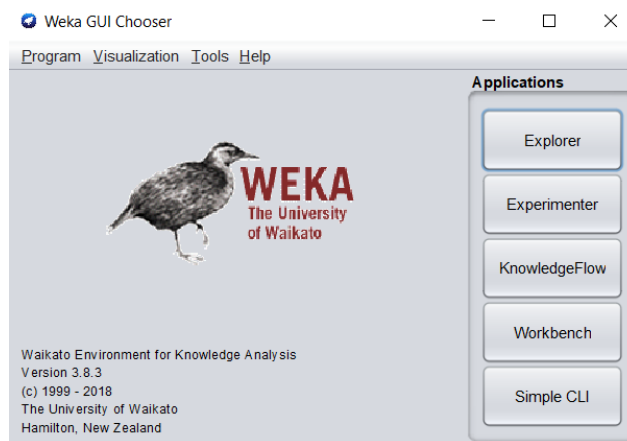 Weka GUI Chooser
Program Visualization Tools Help
Applications
Explorer
Experimenter
KnowledgeFlow
Workbench
Simple CLI
WEKA
The University
of Waikato
Waikato Environment for Knowledge Analysis
Version 3.8.3
(c) 1999 - 2018
The University of Waikato
Hamilton, New Zealand